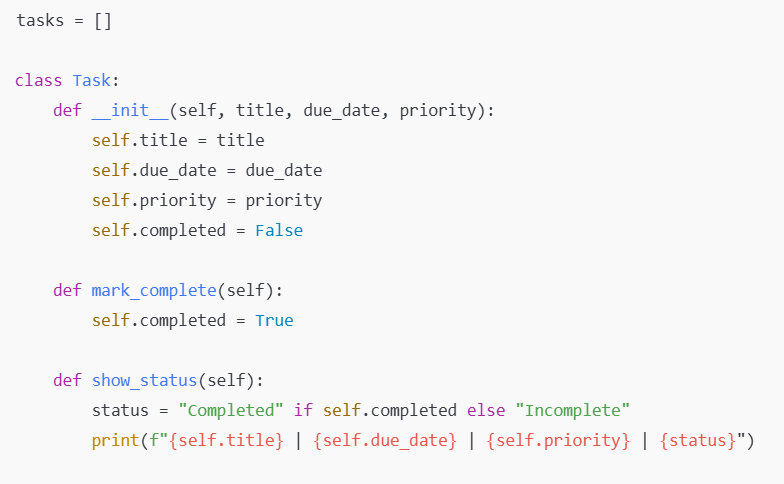 tasks = []
class Task:
    def __init__(self, title, due_date, priority):
        self.title = title
        self.due_date = due_date
        self.priority = priority
        self.completed = False
    def mark_complete(self):
        self.completed = True
    def show_status(self):
        status = "Completed" if self.completed else "Incomplete"
        print(f"{self.title} | {self.due_date} | {self.priority} | {status}")